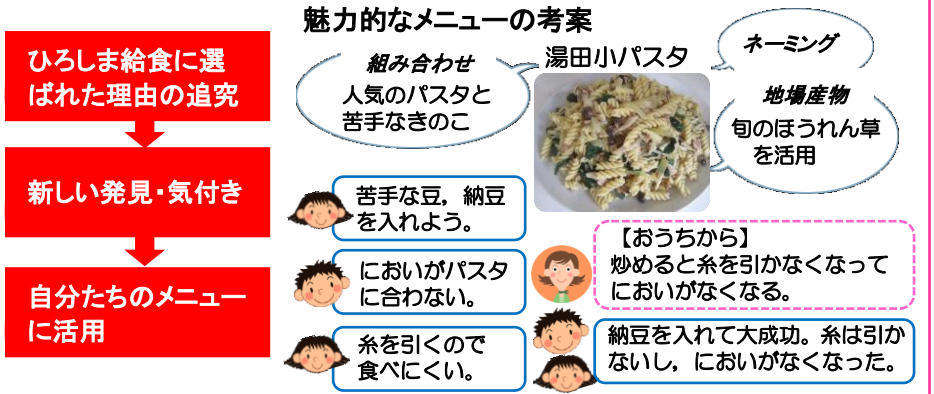 魅力的なメニューの考案
ひろしま給食に選
ばれた理由の追究
新しい発見・気付き
自分たちのメニュー
に活用
組み合わせ
人気のパスタと
苦手なきのこ
湯田小パスタ
ネーミング
地場産物
旬のほうれん草
を活用
苦手な豆，納豆
を入れよう。
においがパスタ
に合わない。
糸を引くので
食べにくい。
【おうちから】
炒めると糸を引かなくなって
においがなくなる。
納豆を入れて大成功。糸は引か
ないし，においがなくなった。